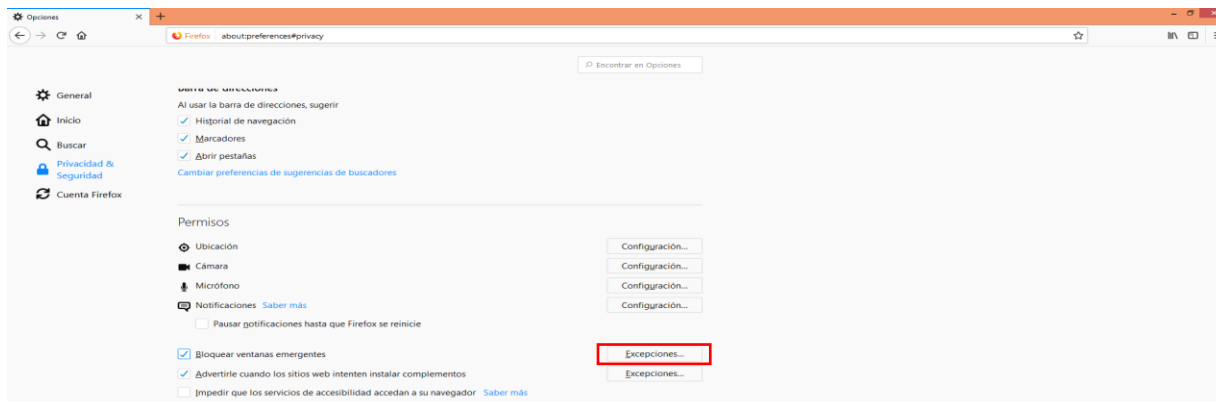 Opciones
Firefox about:preferences#privacy
Encontrar en Opciones
General
Inicio
Buscar
Privacidad &
Seguridad
Cuenta Firefox
Barra de direcciones
Al usar la barra de direcciones, sugerir
Historial de navegación
Marcadores
Abrir pestañas
Cambiar preferencias de sugerencias de buscadores
Permisos
Ubicación Configuración...
Cámara Configuración...
Micrófono Configuración...
Notificaciones Saber más Configuración...
Pausar notificaciones hasta que Firefox se reinicie
Bloquear ventanas emergentes Excepciones...
Advertirle cuando los sitios web intenten instalar complementos Excepciones...
Impedir que los servicios de accesibilidad accedan a su navegador Saber más